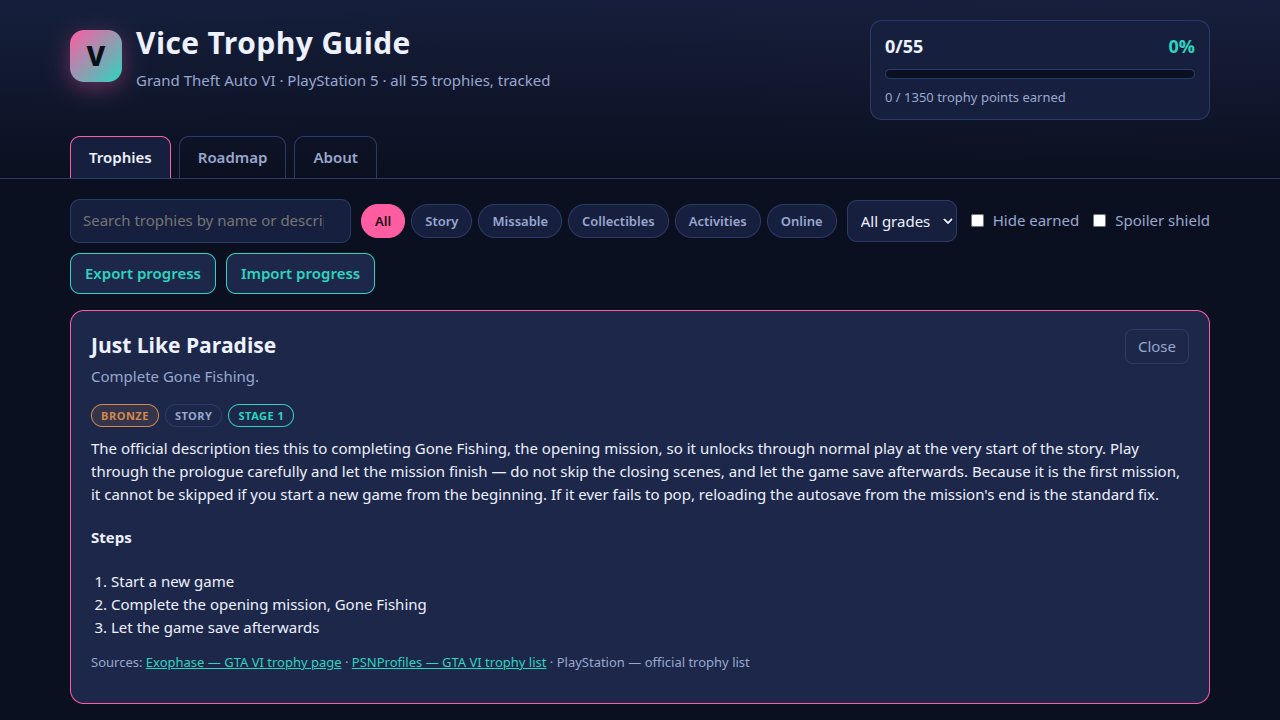 V
Vice Trophy Guide
Grand Theft Auto VI · PlayStation 5 · all 55 trophies, tracked
0/55 0%
0 / 1350 trophy points earned
Trophies Roadmap About
Search trophies by name or descri
All Story Missable Collectibles Activities Online All grades Hide earned Spoiler shield
Export progress Import progress
Just Like Paradise Close
Complete Gone Fishing.
BRONZE STORY STAGE 1
The official description ties this to completing Gone Fishing, the opening mission, so it unlocks through normal play at the very start of the story. Play
through the prologue carefully and let the mission finish — do not skip the closing scenes, and let the game save afterwards. Because it is the first mission,
it cannot be skipped if you start a new game from the beginning. If it ever fails to pop, reloading the autosave from the mission's end is the standard fix.
Steps
1. Start a new game
2. Complete the opening mission, Gone Fishing
3. Let the game save afterwards
Sources: Exophase — GTA VI trophy page · PSNProfiles — GTA VI trophy list · PlayStation — official trophy list